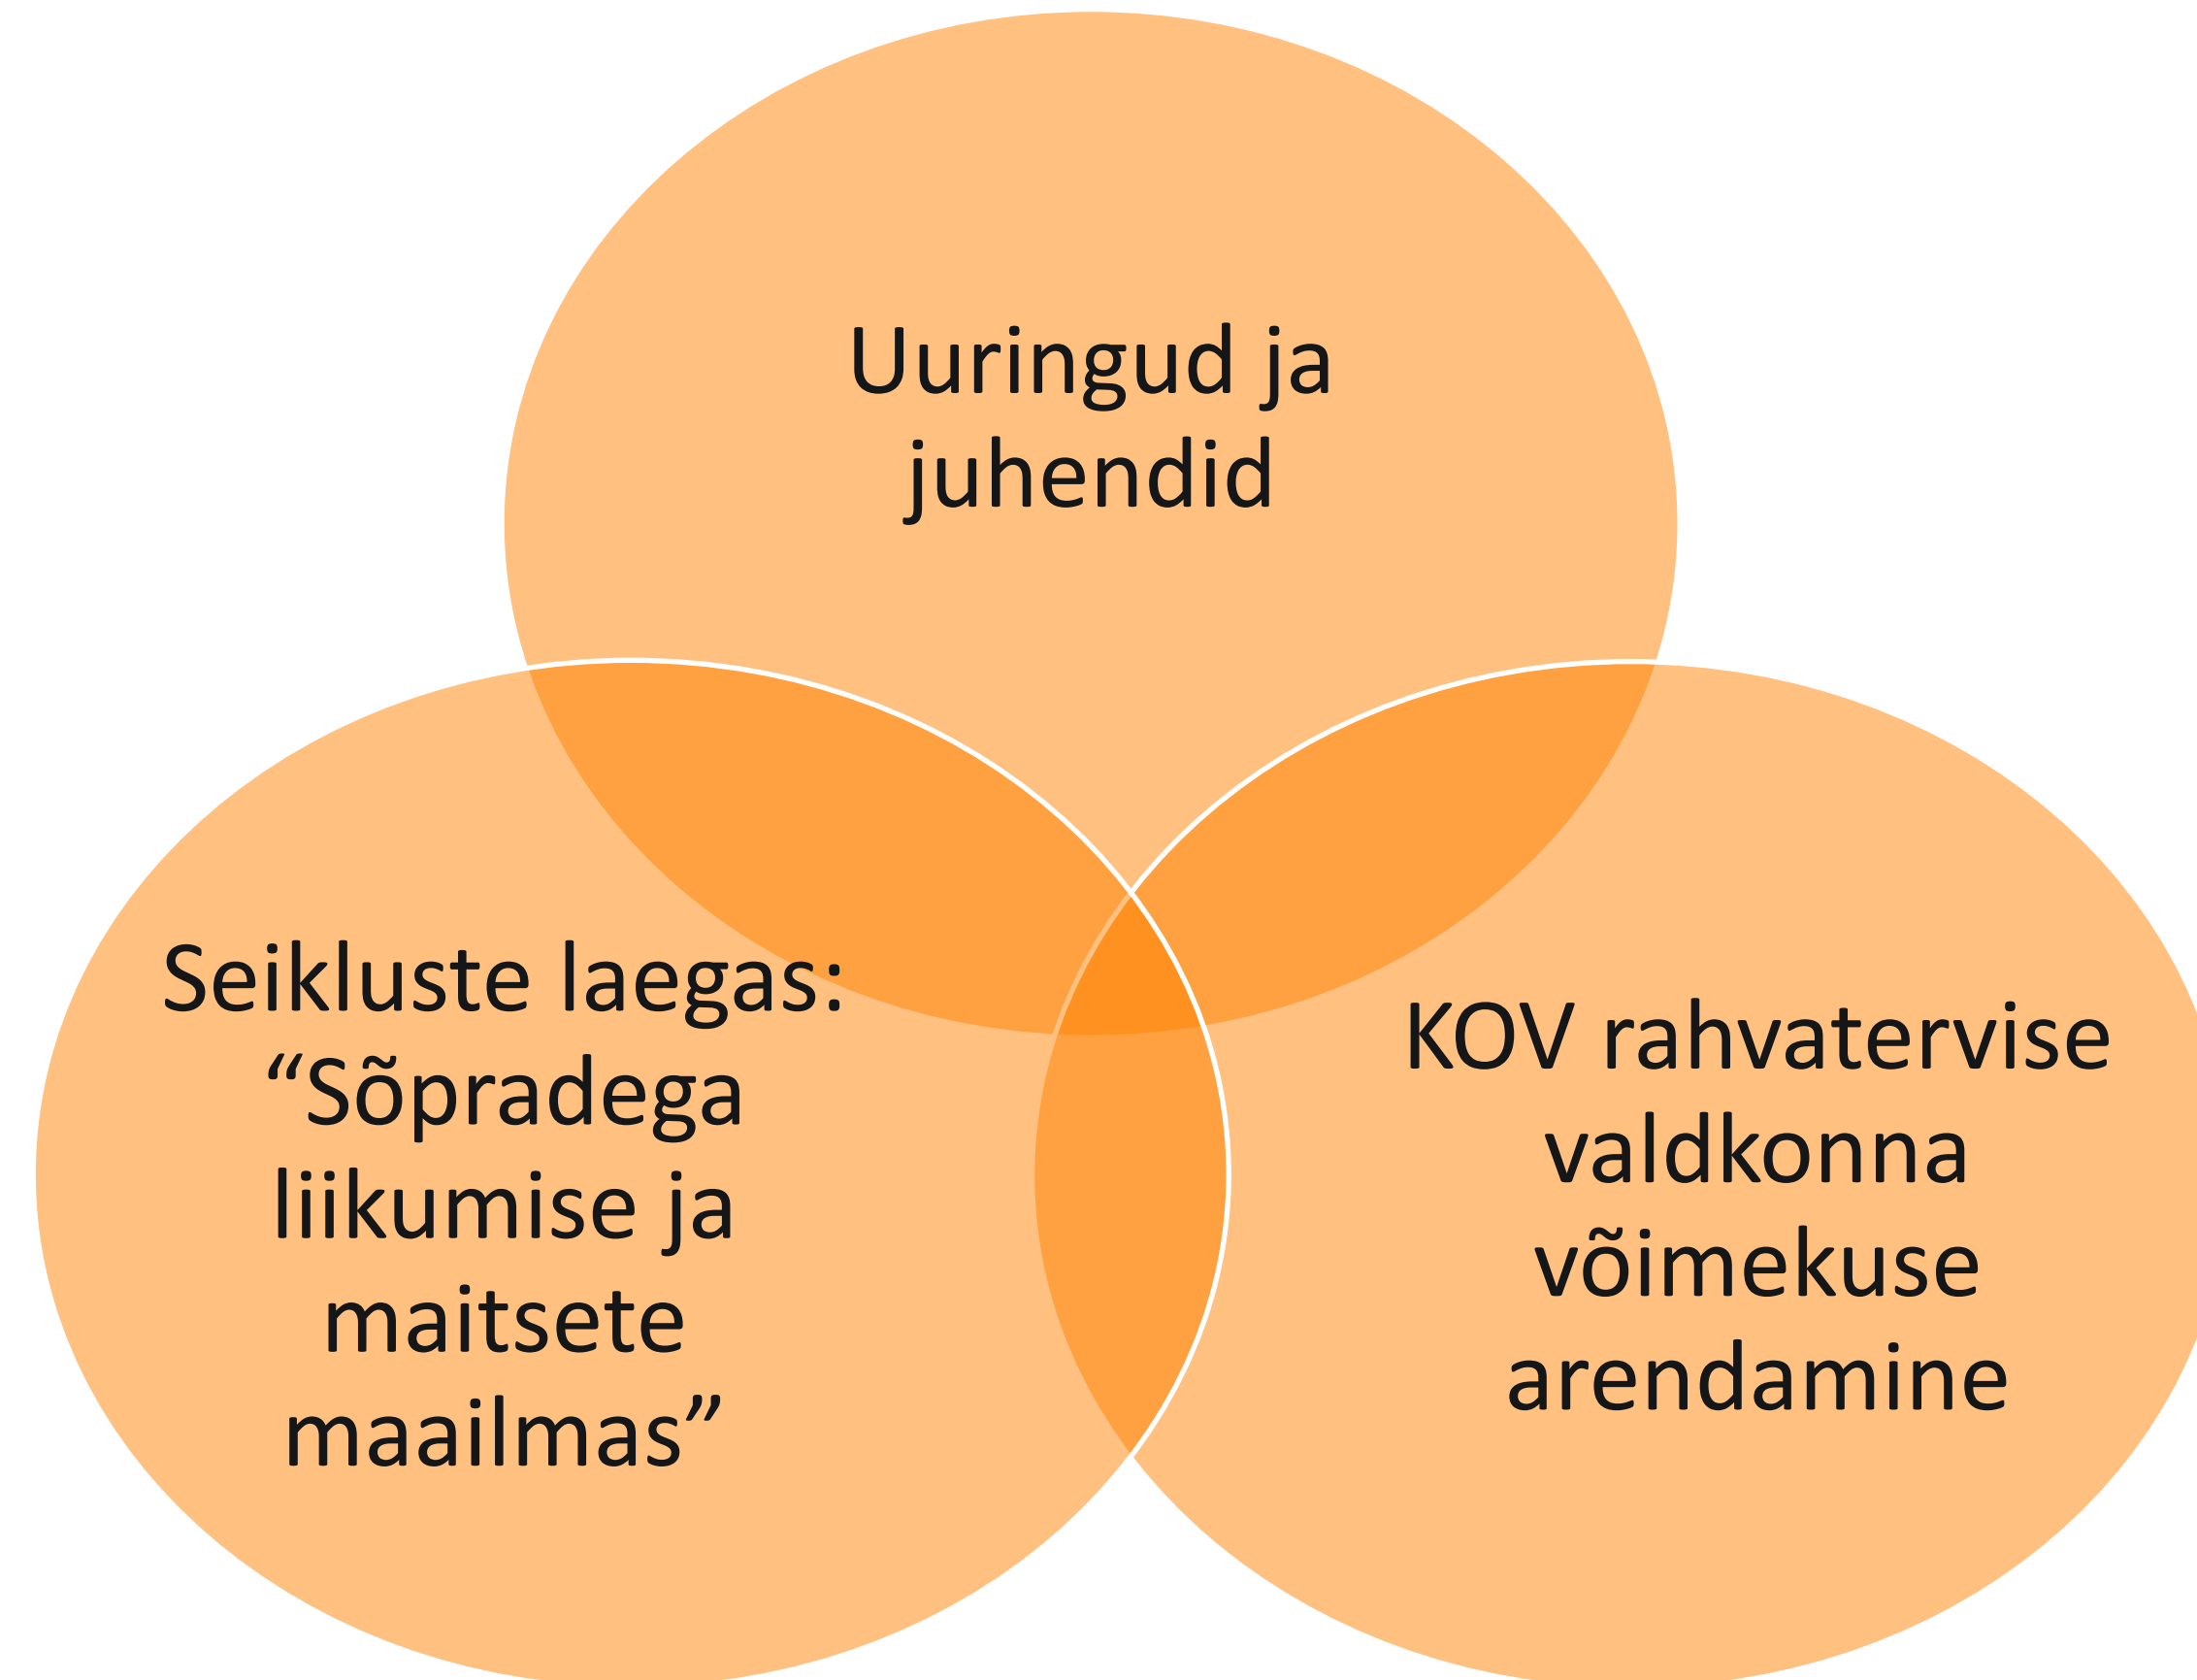 Uuringud ja
juhendid
Seikluste laegas:
“Sõpradega
liikumise ja
maitsete
maailmas”
KOV rahvatervise
valdkonna
võimekuse
arendamine